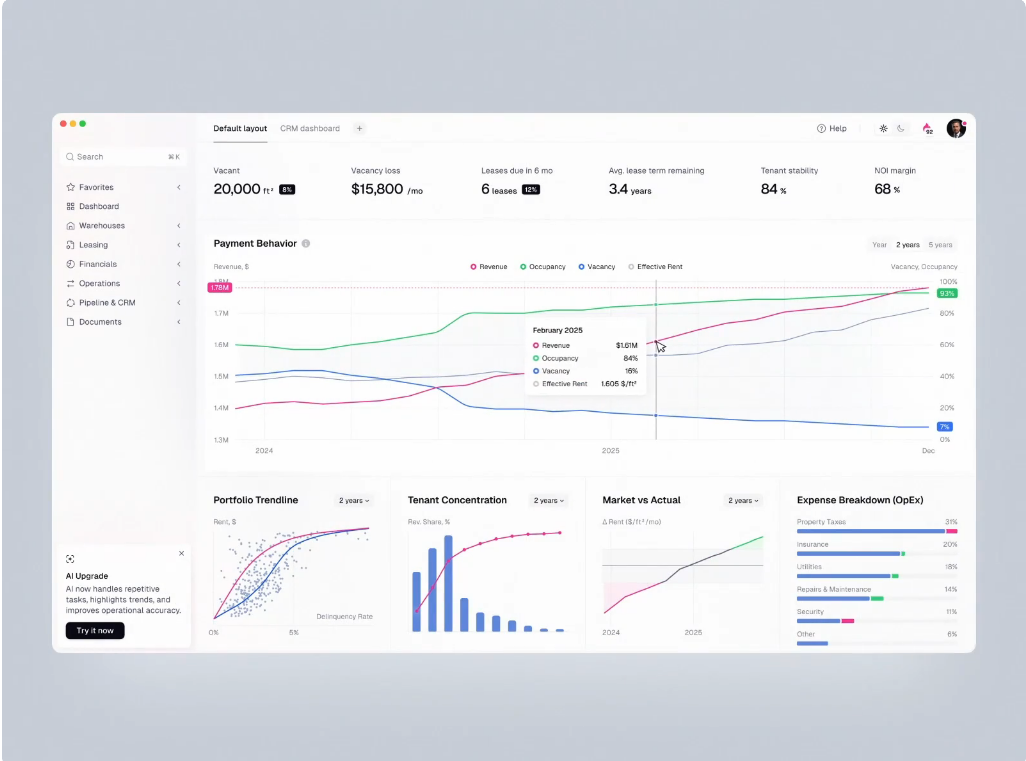 Default layout CRM dashboard +
Help
92
Search ⌘ K
Favorites
Dashboard
Warehouses
Leasing
Financials
Operations
Pipeline & CRM
Documents
AI Upgrade
AI now handles repetitive
tasks, highlights trends, and
improves operational accuracy.
Try it now
Vacant
20,000 ft² 8%
Vacancy loss
$15,800 /mo
Leases due in 6 mo
6 leases 12%
Avg. lease term remaining
3.4 years
Tenant stability
84 %
NOI margin
68 %
Payment Behavior
Year 2 years 5 years
Revenue, $
Revenue Occupancy Vacancy Effective Rent
Vacancy, Occupancy
1.8M
1.78M
1.7M
1.6M
1.5M
1.4M
1.3M
100%
93%
80%
60%
40%
20%
7%
0%
2024 2025 Dec
February 2025
Revenue $1.61M
Occupancy 84%
Vacancy 16%
Effective Rent 1.605 $/ft²
Portfolio Trendline 2 years
Rent, $
Delinquency Rate
0% 5%
Tenant Concentration 2 years
Rev. Share, %
Market vs Actual 2 years
Δ Rent ($/ft²/mo)
2024 2025
Expense Breakdown (OpEx)
Property Taxes 31%
Insurance 20%
Utilities 18%
Repairs & Maintenance 14%
Security 11%
Other 6%